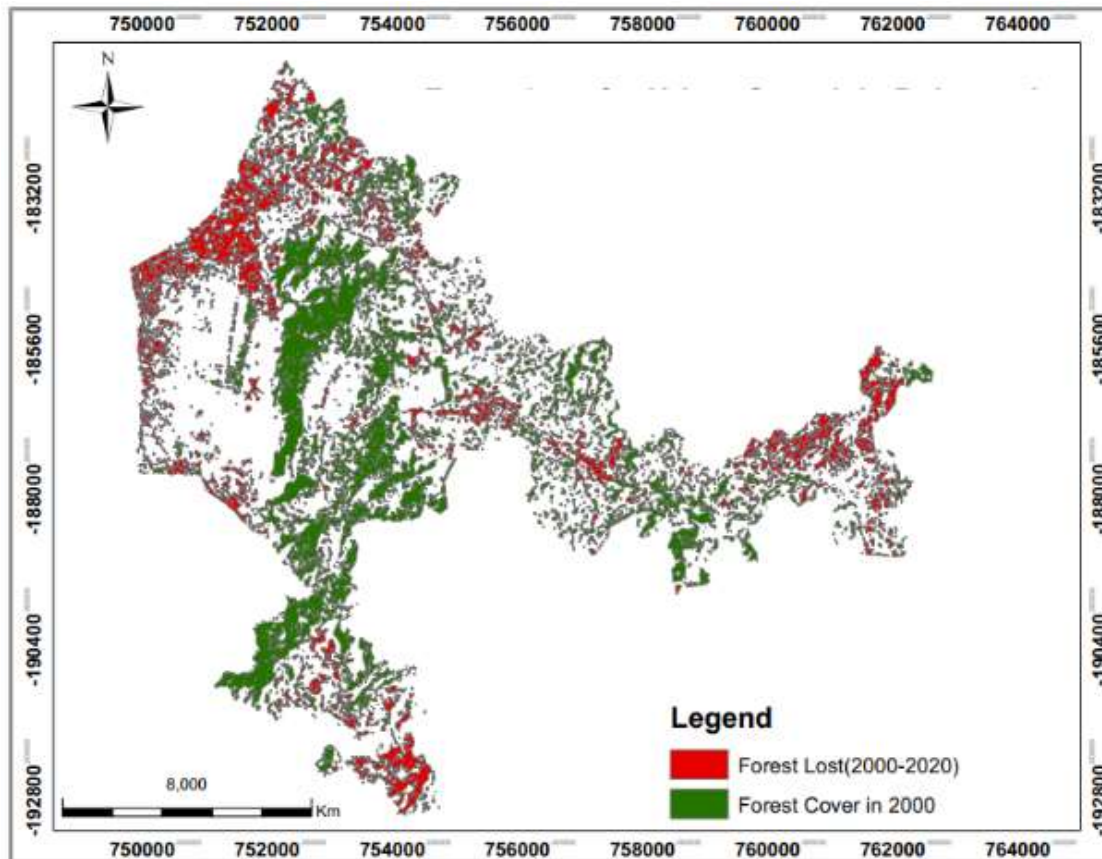 750000 752000 754000 756000 758000 760000 762000 764000
N
-183200 -183200
-185600 -185600
-188000 -188000
-190400 -190400
-192800 -192800
Legend
Forest Lost(2000-2020)
Forest Cover in 2000
8,000
Km
750000 752000 754000 756000 758000 760000 762000 764000